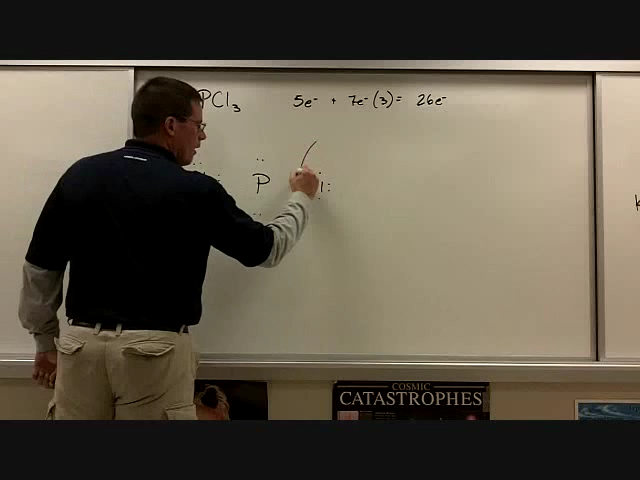 PCl₃ 5e⁻ + 7e⁻(3) = 26e⁻
P l:
COSMIC
CATASTROPHES